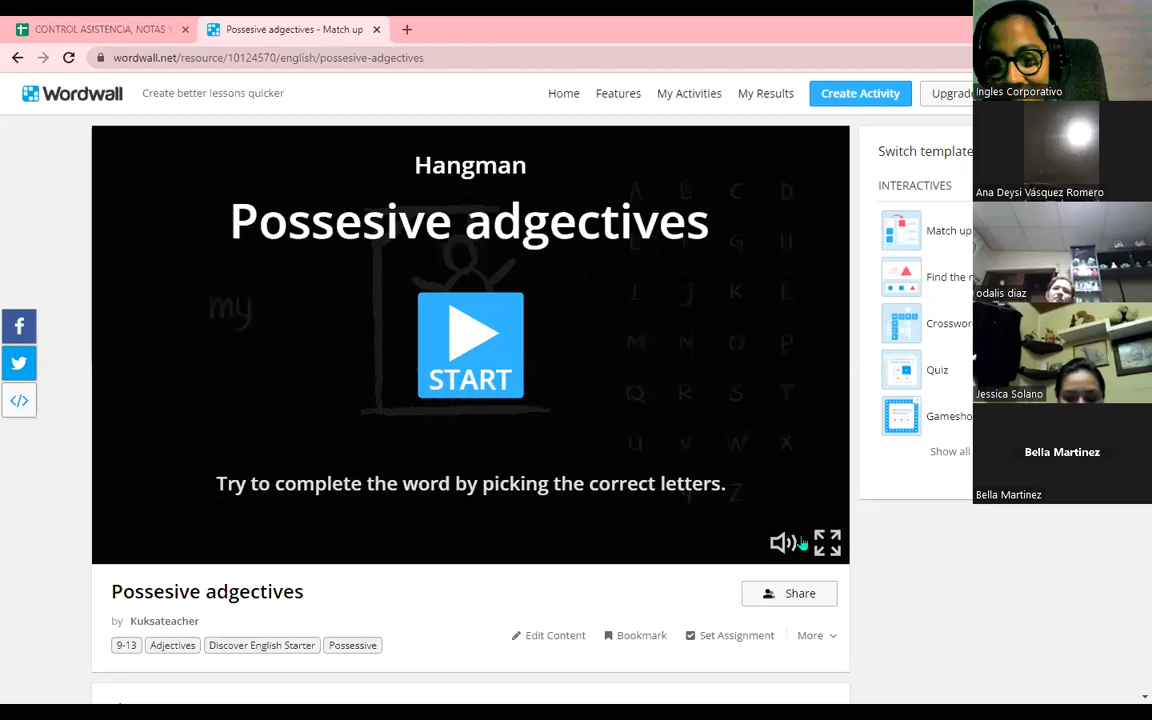 CONTROL ASISTENCIA, NOTAS
Possesive adgectives - Match up
wordwall.net/resource/10124570/english/possesive-adgectives
Wordwall
Create better lessons quicker
Home
Features
My Activities
My Results
Create Activity
Upgrade
Hangman
Possesive adgectives
my
A B C D
G H
I J K L
M N O P
Q R S T
U V W X
Z
START
Try to complete the word by picking the correct letters.
Switch template
INTERACTIVES
Match up
Find the
Crossword
Quiz
Gamesho
Show all
Possesive adgectives
Share
by Kuksateacher
Edit Content
Bookmark
Set Assignment
More
9-13
Adjectives
Discover English Starter
Possessive
Ingles Corporativo
Ana Deysi Vásquez Romero
odalis diaz
Jessica Solano
Bella Martinez
Bella Martinez